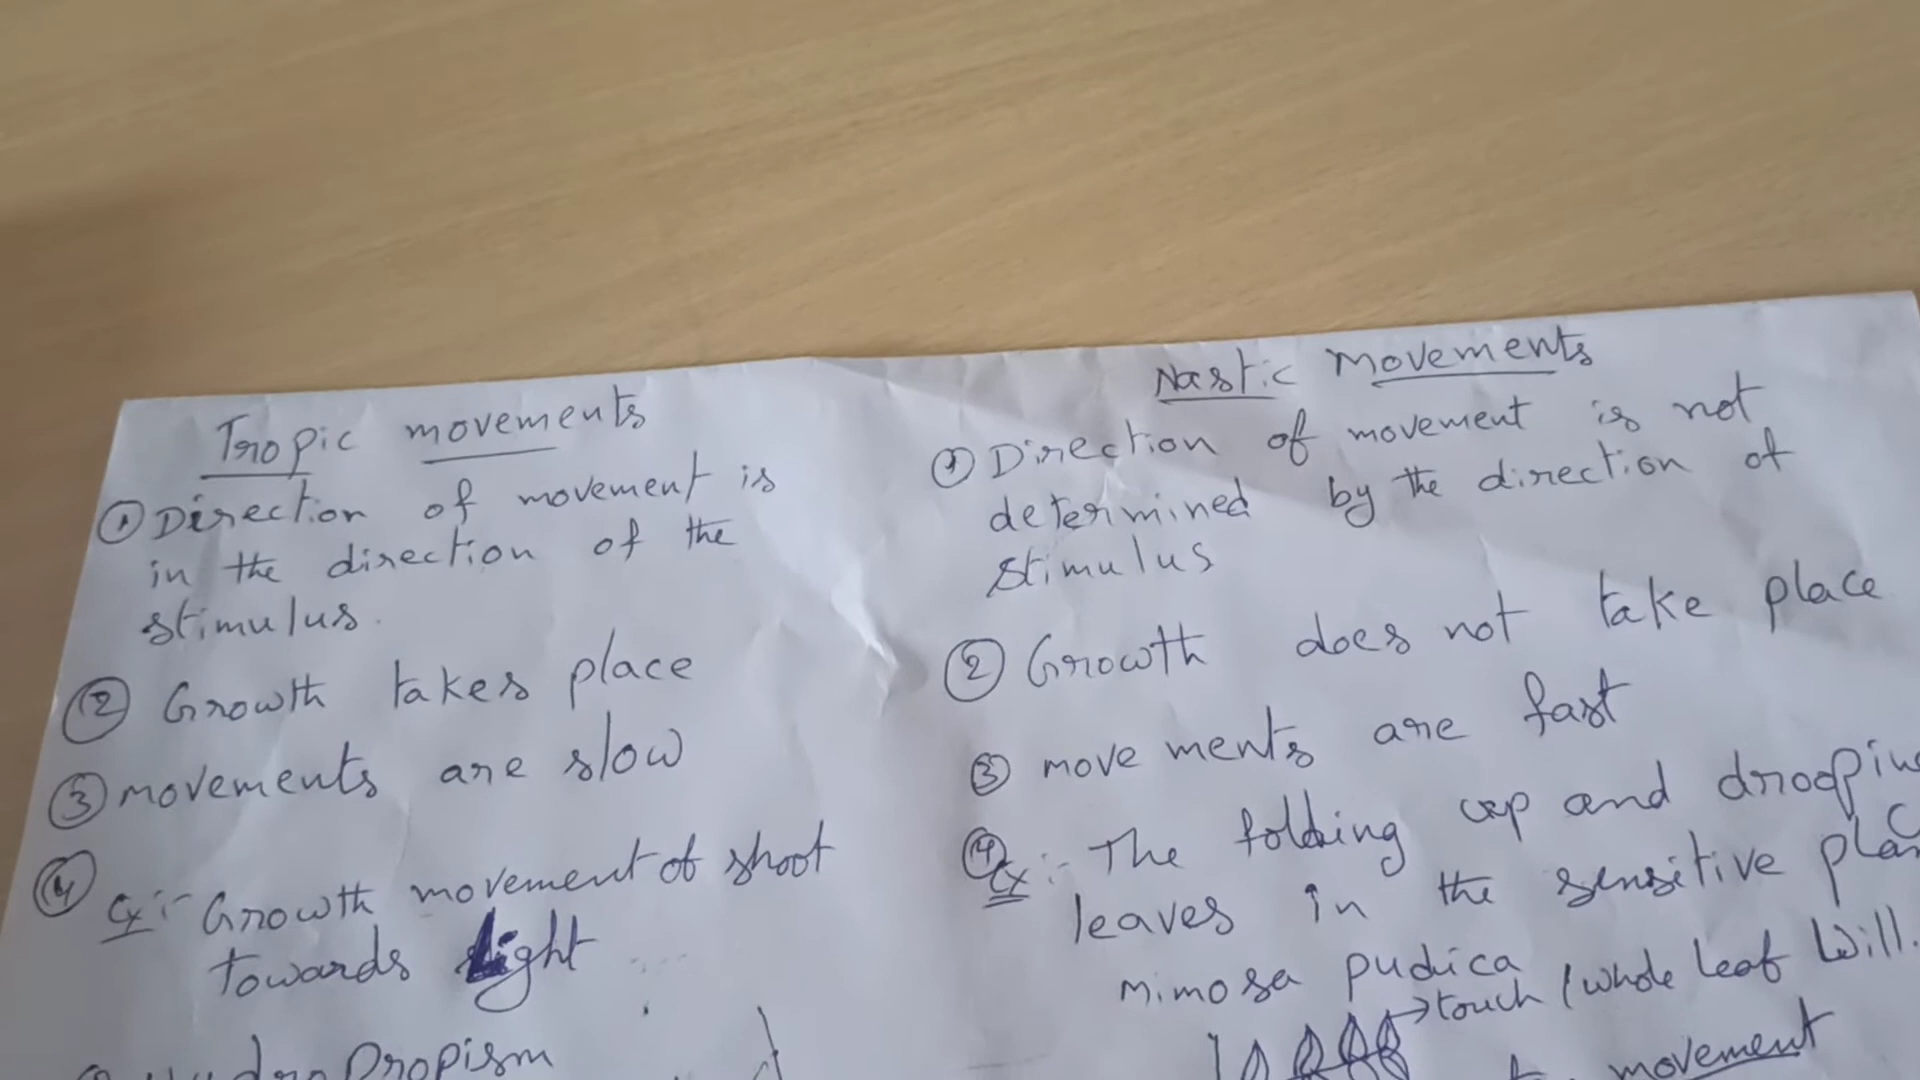 Tropic movements
① Direction of movement is
in the direction of the
stimulus.
② Growth takes place
③ movements are slow
④ Ex:- Growth movement of shoot
towards Light
Nastic Movements
① Direction of movement is not
determined by the direction of
stimulus
② Growth does not take place
③ movements are fast
④ Ex:- The folding up and drooping
leaves in the sensitive plan
mimosa pudica
→touch (whole leaf will
movement